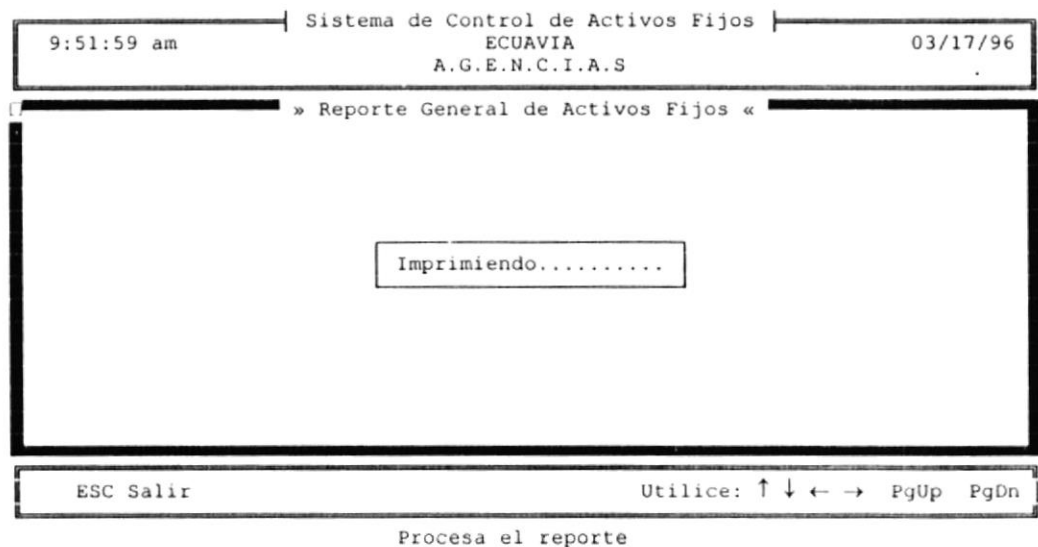 Sistema de Control de Activos Fijos
9:51:59 am ECUAVIA 03/17/96
A.G.E.N.C.I.A.S
» Reporte General de Activos Fijos «
Imprimiendo..........
ESC Salir Utilice: ↑ ↓ ← → PgUp PgDn
Procesa el reporte